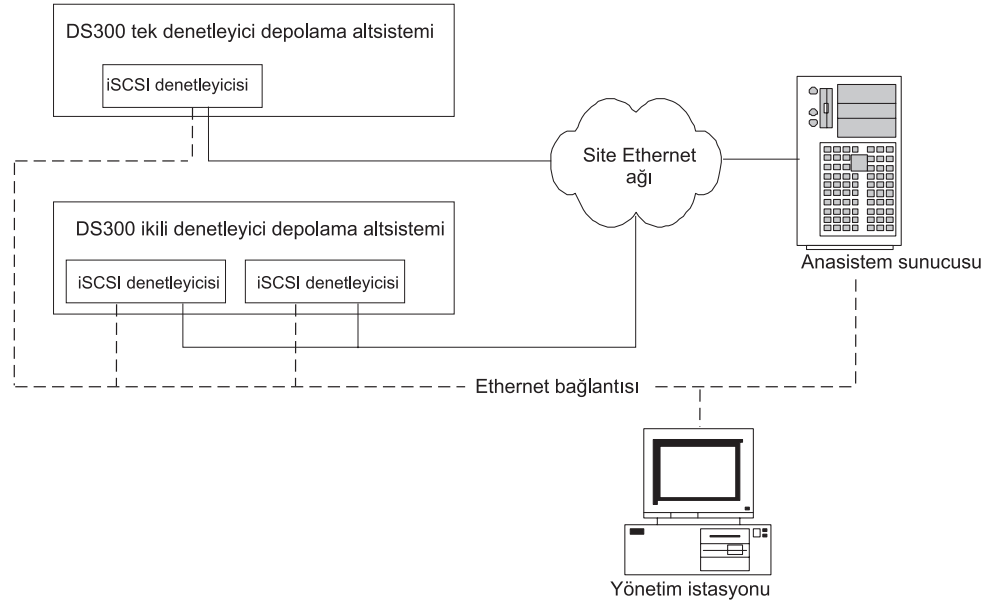 DS300 tek denetleyici depolama altsistemi
iSCSI denetleyicisi
Site Ethernet
ağı
DS300 ikili denetleyici depolama altsistemi
iSCSI denetleyicisi
iSCSI denetleyicisi
Anasistem sunucusu
Ethernet bağlantısı
Yönetim istasyonu